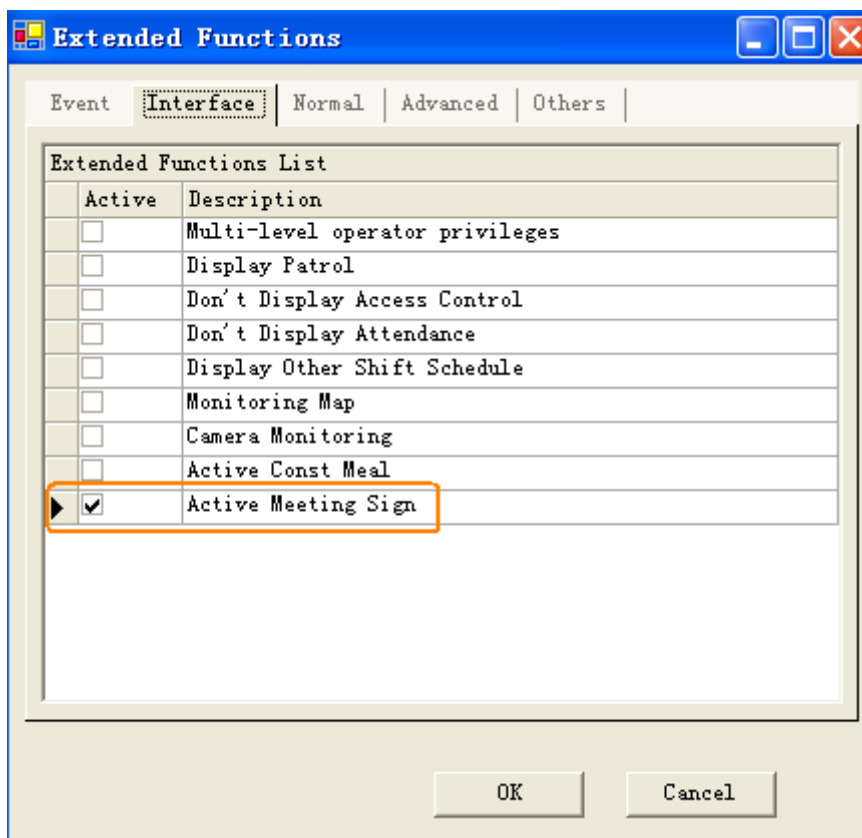 Extended Functions
Event Interface Normal Advanced Others
Extended Functions List
Active Description
Multi-level operator privileges
Display Patrol
Don't Display Access Control
Don't Display Attendance
Display Other Shift Schedule
Monitoring Map
Camera Monitoring
Active Const Meal
Active Meeting Sign
OK Cancel